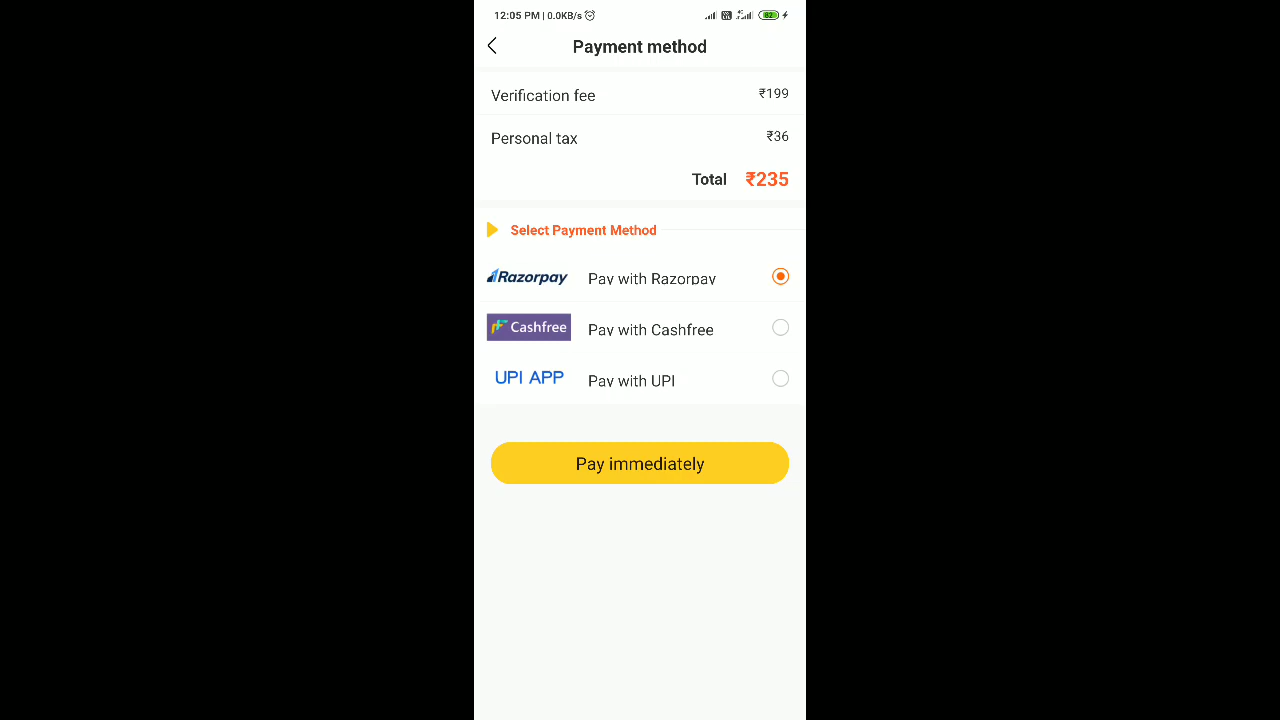 12:05 PM | 0.0KB/s
82
Payment method
Verification fee ₹199
Personal tax ₹36
Total ₹235
Select Payment Method
Razorpay Pay with Razorpay
Cashfree Pay with Cashfree
UPI APP Pay with UPI
Pay immediately